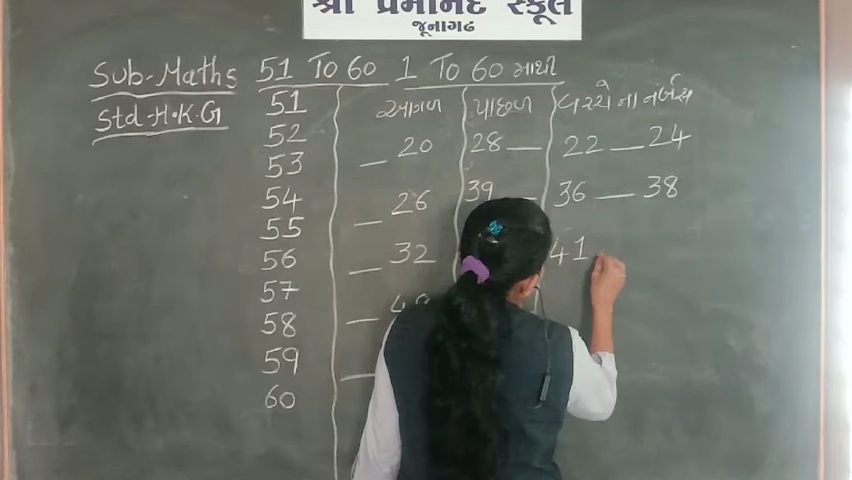 શ્રી પ્રેમાનંદ સ્કૂલ
જૂનાગઢ
Sub-Maths
Std-H.K.G
51 To 60
51
52
53
54
55
56
57
58
59
60
1 To 60 માથી
આગળ પાછળ વચ્ચે ના નંબર્સ
_ 20 28 _ 22 _ 24
_ 26 39 _ 36 _ 38
_ 32 41
_
_